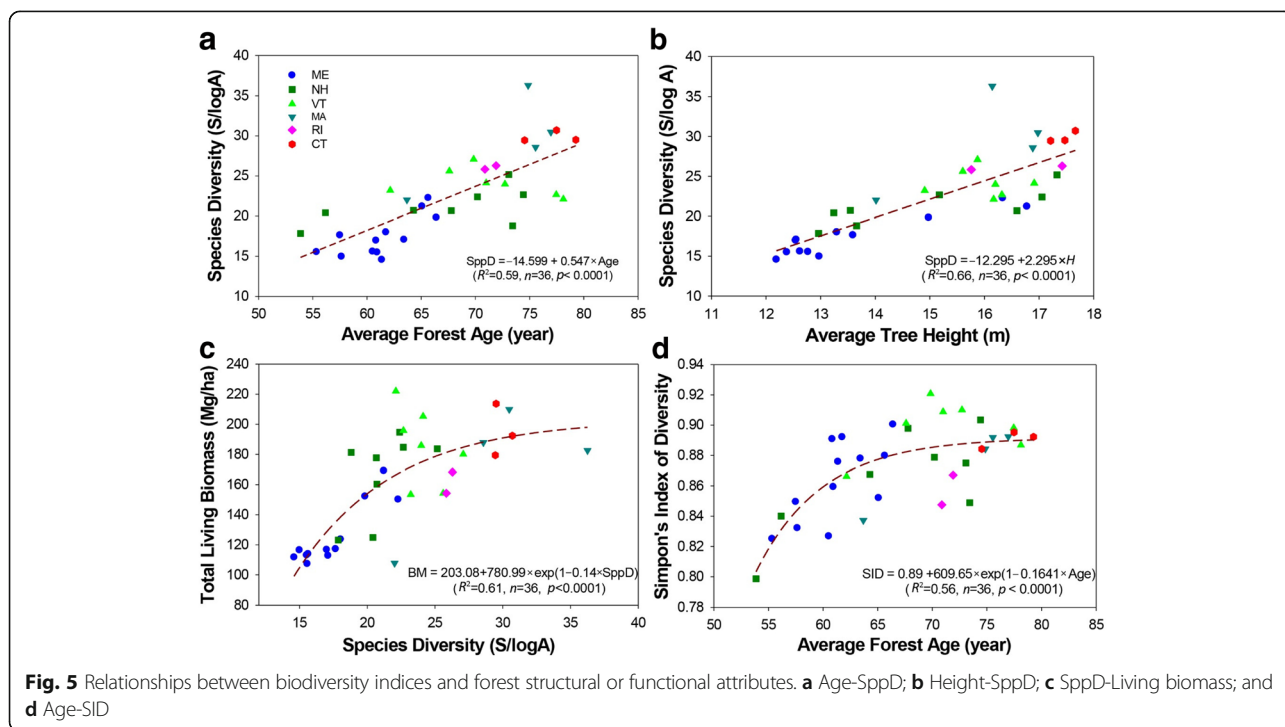 a
Species Diversity (S/logA)
40
35
30
25
20
15
10
ME
NH
VT
MA
RI
CT
SppD =−14.599 + 0.547×Age
(R²=0.59, n=36, p< 0.0001)
50 55 60 65 70 75 80 85
Average Forest Age (year)
b
Species Diversity (S/log A)
40
35
30
25
20
15
10
SppD =−12.295 +2.295×H
(R²=0.66, n=36, p< 0.0001)
11 12 13 14 15 16 17 18
Average Tree Height (m)
c
Total Living Biomass (Mg/ha)
240
220
200
180
160
140
120
100
80
BM = 203.08+780.99×exp(1−0.14×SppD)
(R²=0.61, n=36, p<0.0001)
15 20 25 30 35 40
Species Diversity (S/logA)
d
Simpon's Index of Diversity
0.94
0.92
0.90
0.88
0.86
0.84
0.82
0.80
0.78
SID = 0.89 +609.65×exp(1−0.1641×Age)
(R²=0.56, n=36, p < 0.0001)
50 55 60 65 70 75 80 85
Average Forest Age (year)
Fig. 5 Relationships between biodiversity indices and forest structural or functional attributes. a Age-SppD; b Height-SppD; c SppD-Living biomass; and
d Age-SID